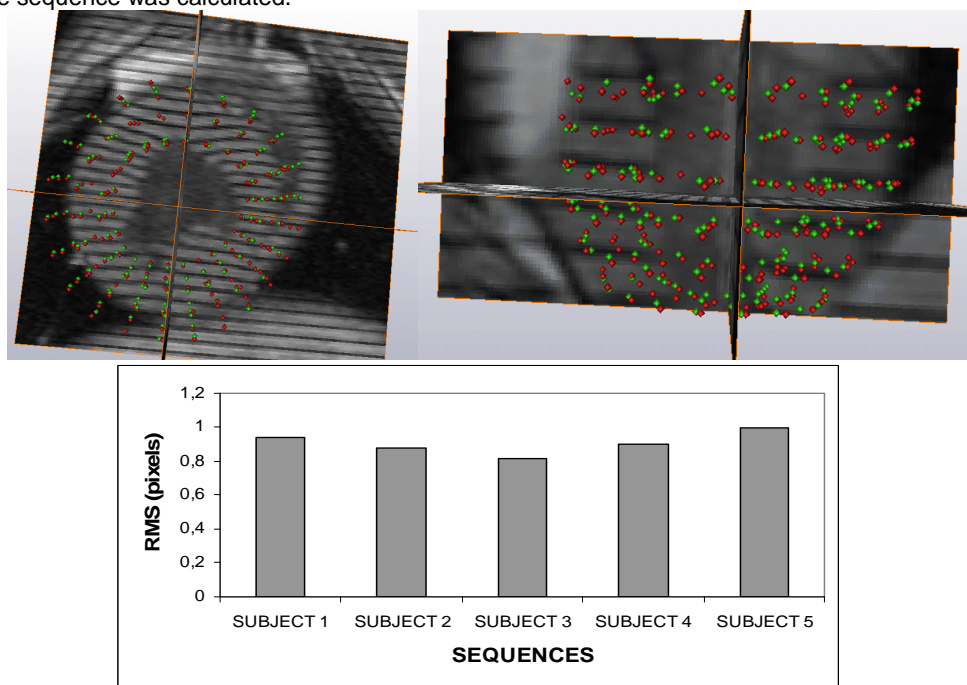 e sequence was calculated.
1,2
1
0,8
0,6
0,4
0,2
0
RMS (pixels)
SUBJECT 1 SUBJECT 2 SUBJECT 3 SUBJECT 4 SUBJECT 5
SEQUENCES